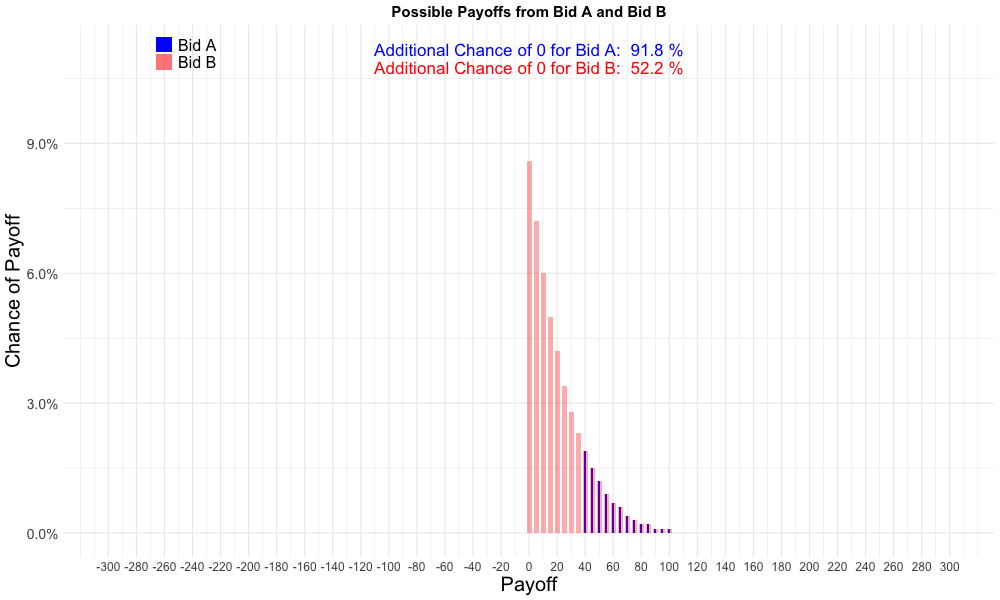 Possible Payoffs from Bid A and Bid B
Bid A
Bid B
Additional Chance of 0 for Bid A: 91.8 %
Additional Chance of 0 for Bid B: 52.2 %
Chance of Payoff
9.0%
6.0%
3.0%
0.0%
-300 -280 -260 -240 -220 -200 -180 -160 -140 -120 -100 -80 -60 -40 -20 0 20 40 60 80 100 120 140 160 180 200 220 240 260 280 300
Payoff